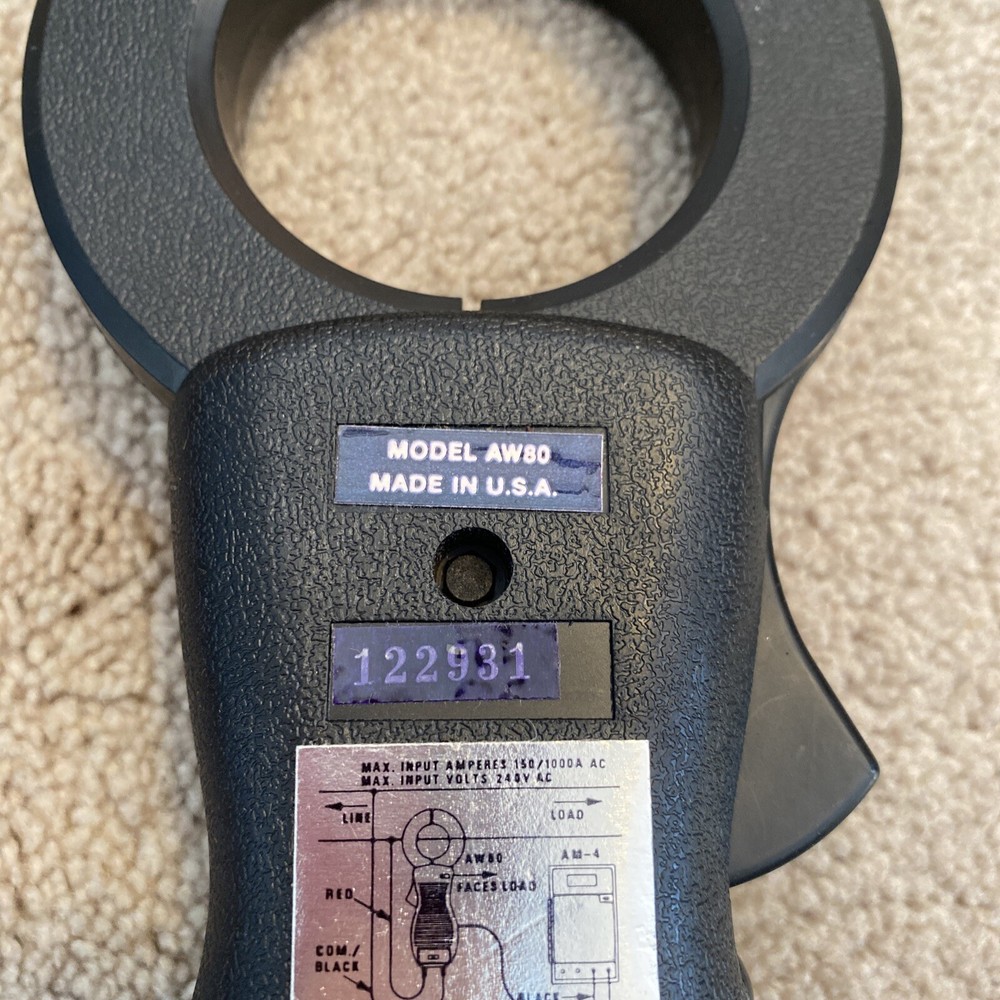 MODEL AW80
MADE IN U.S.A.
122931
MAX. INPUT AMPERES 150/1000A AC
MAX. INPUT VOLTS 240V AC
LINE
LOAD
AW80
AM-4
FACES LOAD
RED
COM./
BLACK
BLACK